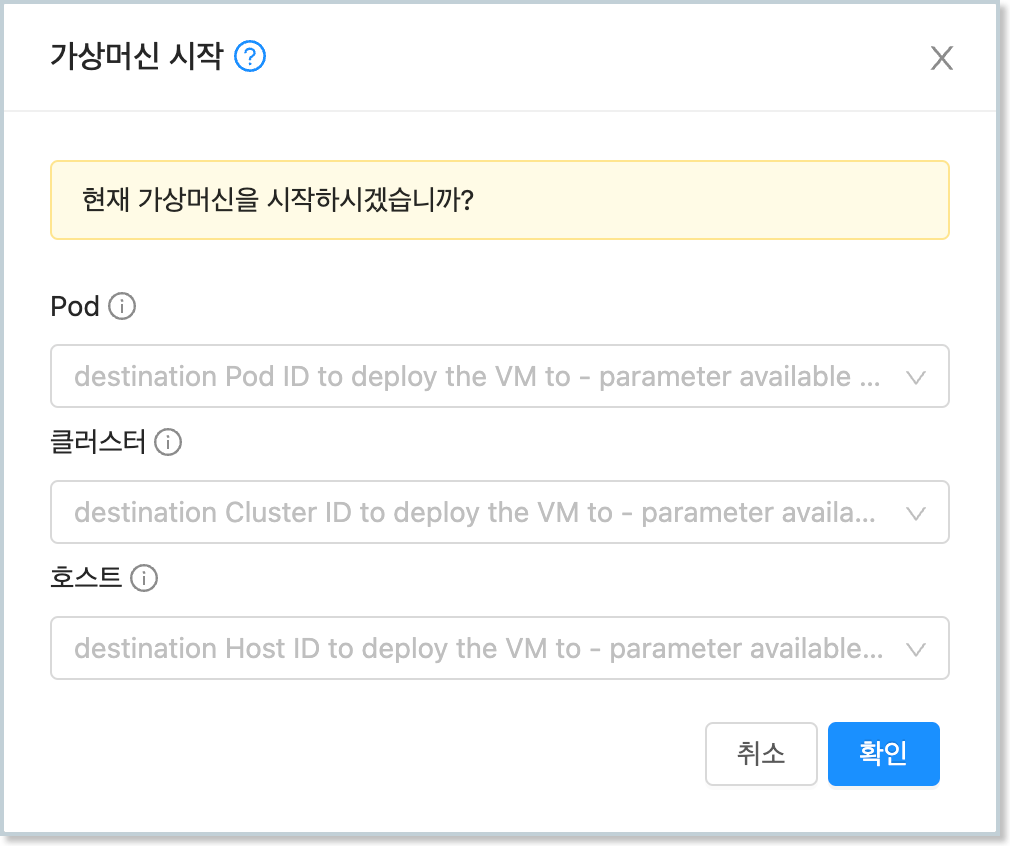 가상머신 시작 ?
현재 가상머신을 시작하시겠습니까?
Pod
destination Pod ID to deploy the VM to - parameter available ...
클러스터
destination Cluster ID to deploy the VM to - parameter availa...
호스트
destination Host ID to deploy the VM to - parameter available...
취소 확인